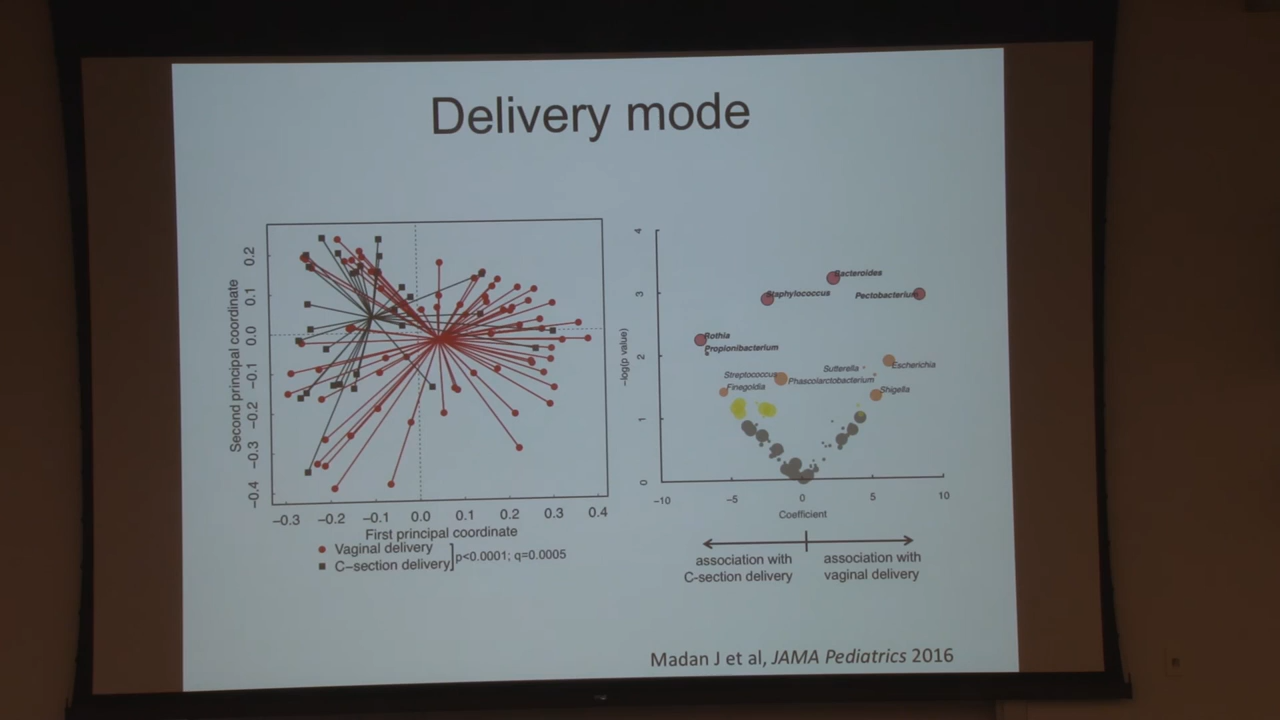 Delivery mode
Second principal coordinate
0.2
0.1
0.0
−0.1
−0.2
−0.3
−0.4
−0.3
−0.2
−0.1
0.0
0.1
0.2
0.3
0.4
First principal coordinate
Vaginal delivery
C−section delivery
p<0.0001; q=0.0005
−log(p value)
4
3
2
1
0
Bacteroides
Staphylococcus
Pectobacterium
Rothia
Propionibacterium
Streptococcus
Finegoldia
Sutterella
Phascolarctobacterium
Escherichia
Shigella
−10
−5
0
5
10
Coefficient
association with
C-section delivery
association with
vaginal delivery
Madan J et al, JAMA Pediatrics 2016